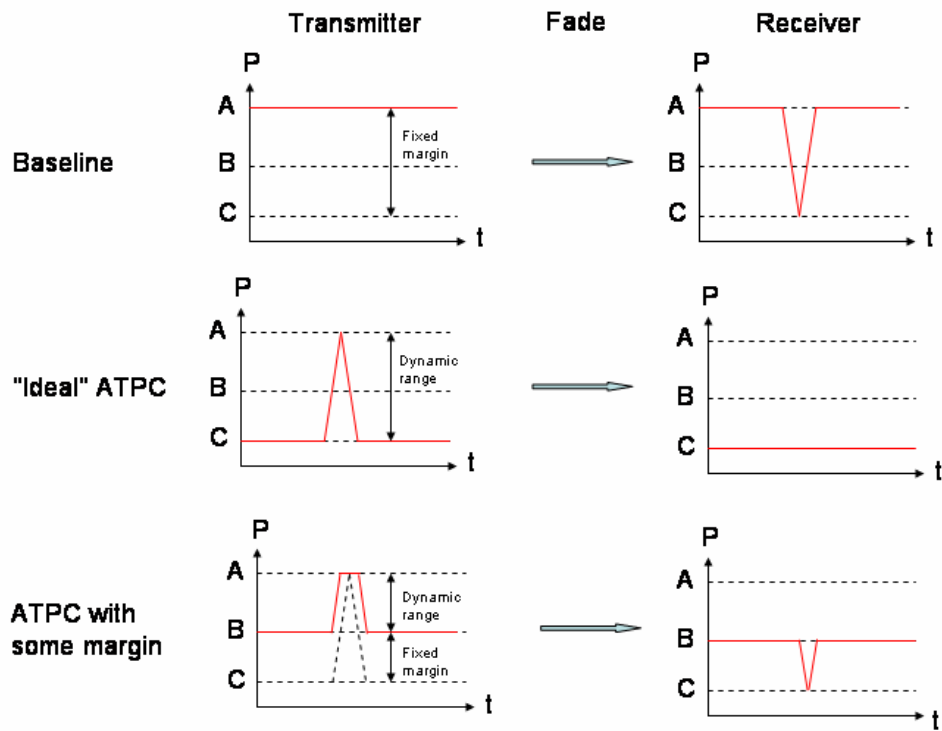 Transmitter Fade Receiver
Baseline
P
A
B
C
Fixed
margin
t
P
A
B
C
t
"Ideal" ATPC
P
A
B
C
Dynamic
range
t
P
A
B
C
t
ATPC with
some margin
P
A
B
C
Dynamic
range
Fixed
margin
t
P
A
B
C
t